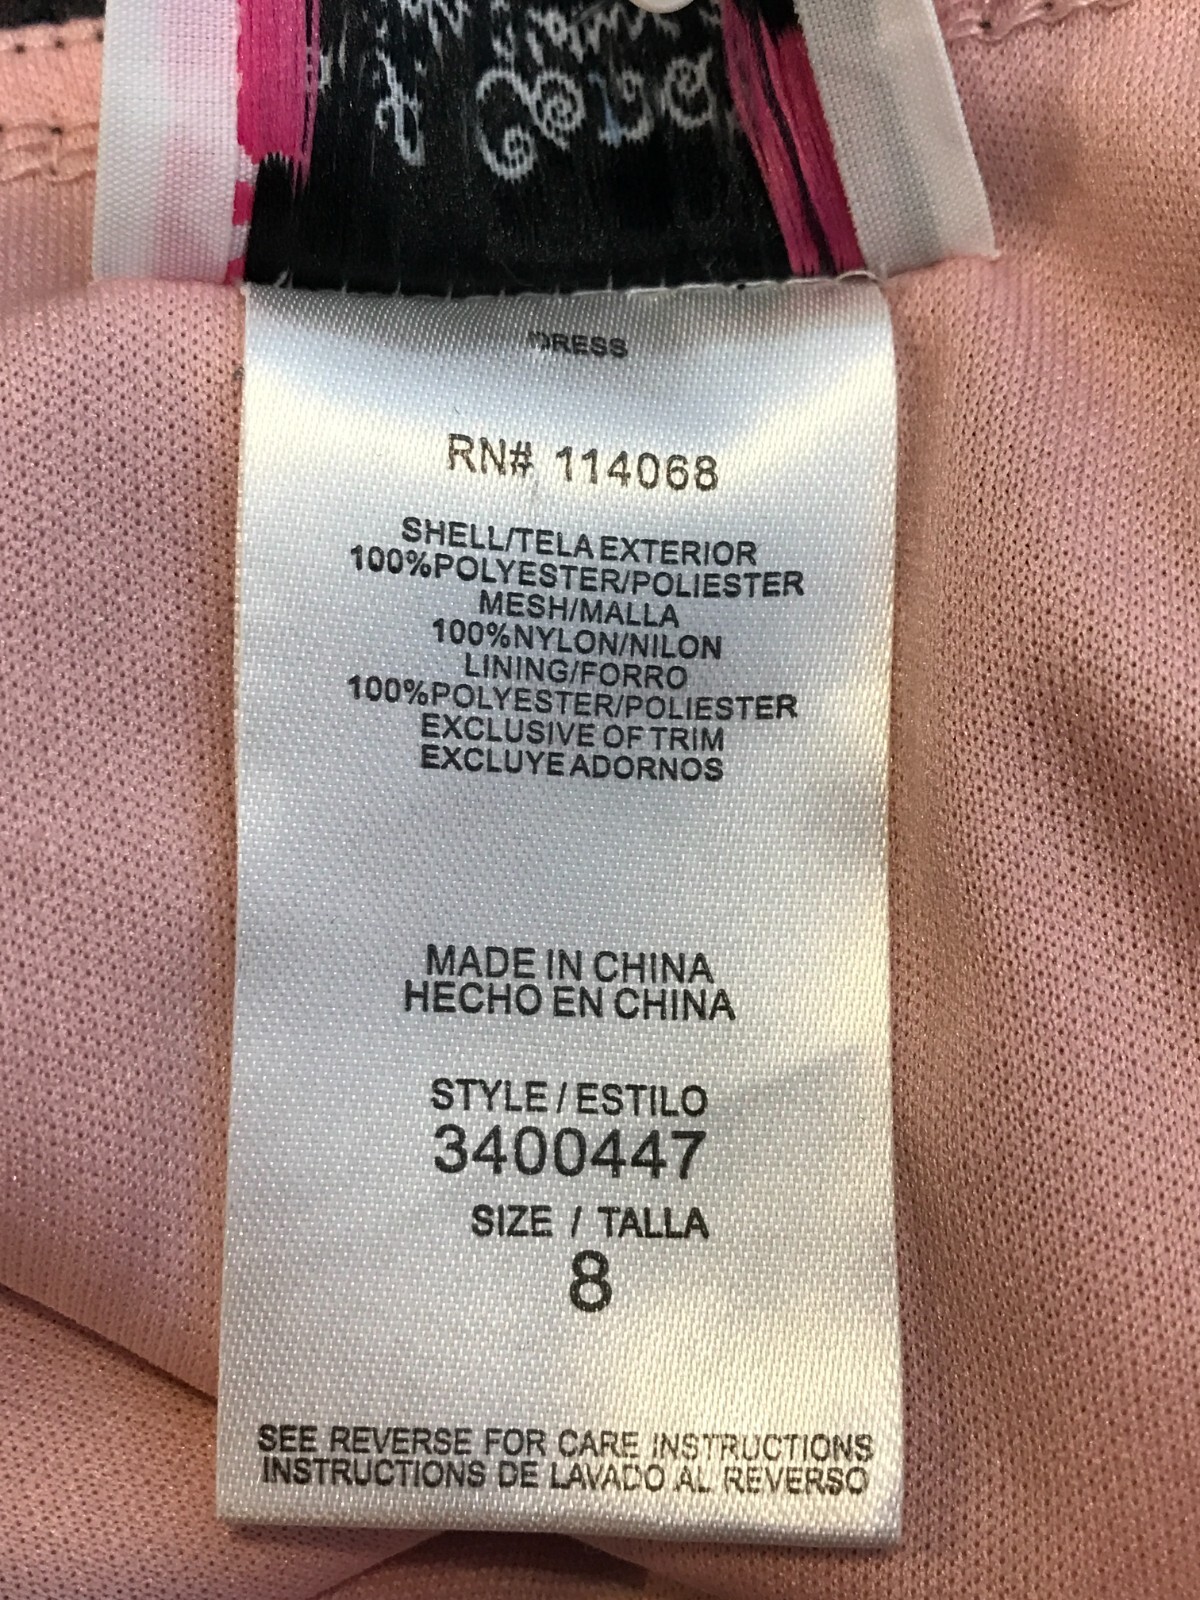 DRESS
RN# 114068
SHELL/TELA EXTERIOR
100%POLYESTER/POLIESTER
MESH/MALLA
100%NYLON/NILON
LINING/FORRO
100%POLYESTER/POLIESTER
EXCLUSIVE OF TRIM
EXCLUYE ADORNOS
MADE IN CHINA
HECHO EN CHINA
STYLE / ESTILO
3400447
SIZE / TALLA
8
SEE REVERSE FOR CARE INSTRUCTIONS
INSTRUCTIONS DE LAVADO AL REVERSO